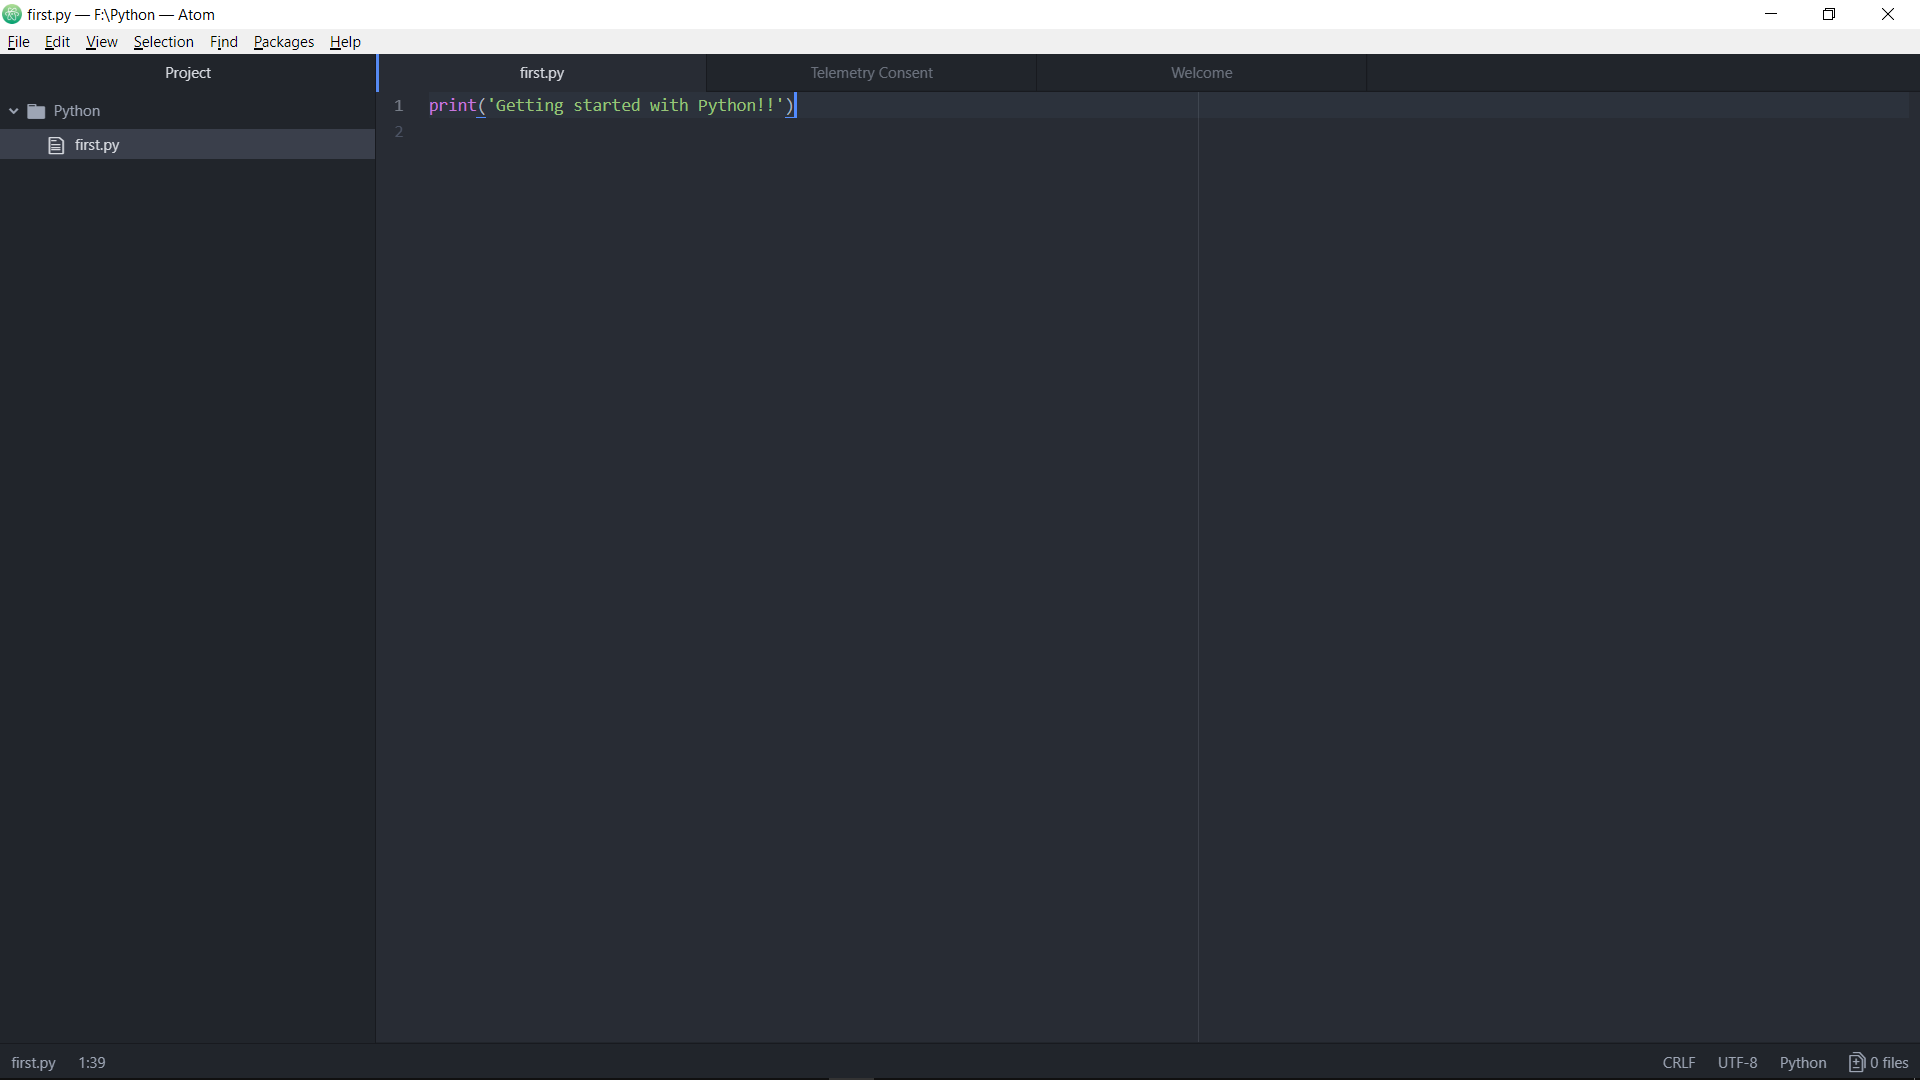 first.py — F:\Python — Atom
File Edit View Selection Find Packages Help
Project
first.py
Telemetry Consent
Welcome
Python
first.py
1 print('Getting started with Python!!')
2
first.py 1:39
CRLF UTF-8 Python 0 files